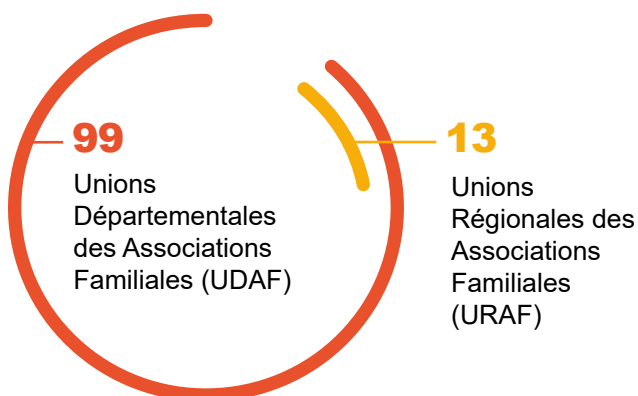 99
Unions
Départementales
des Associations
Familiales (UDAF)
13
Unions
Régionales des
Associations
Familiales
(URAF)